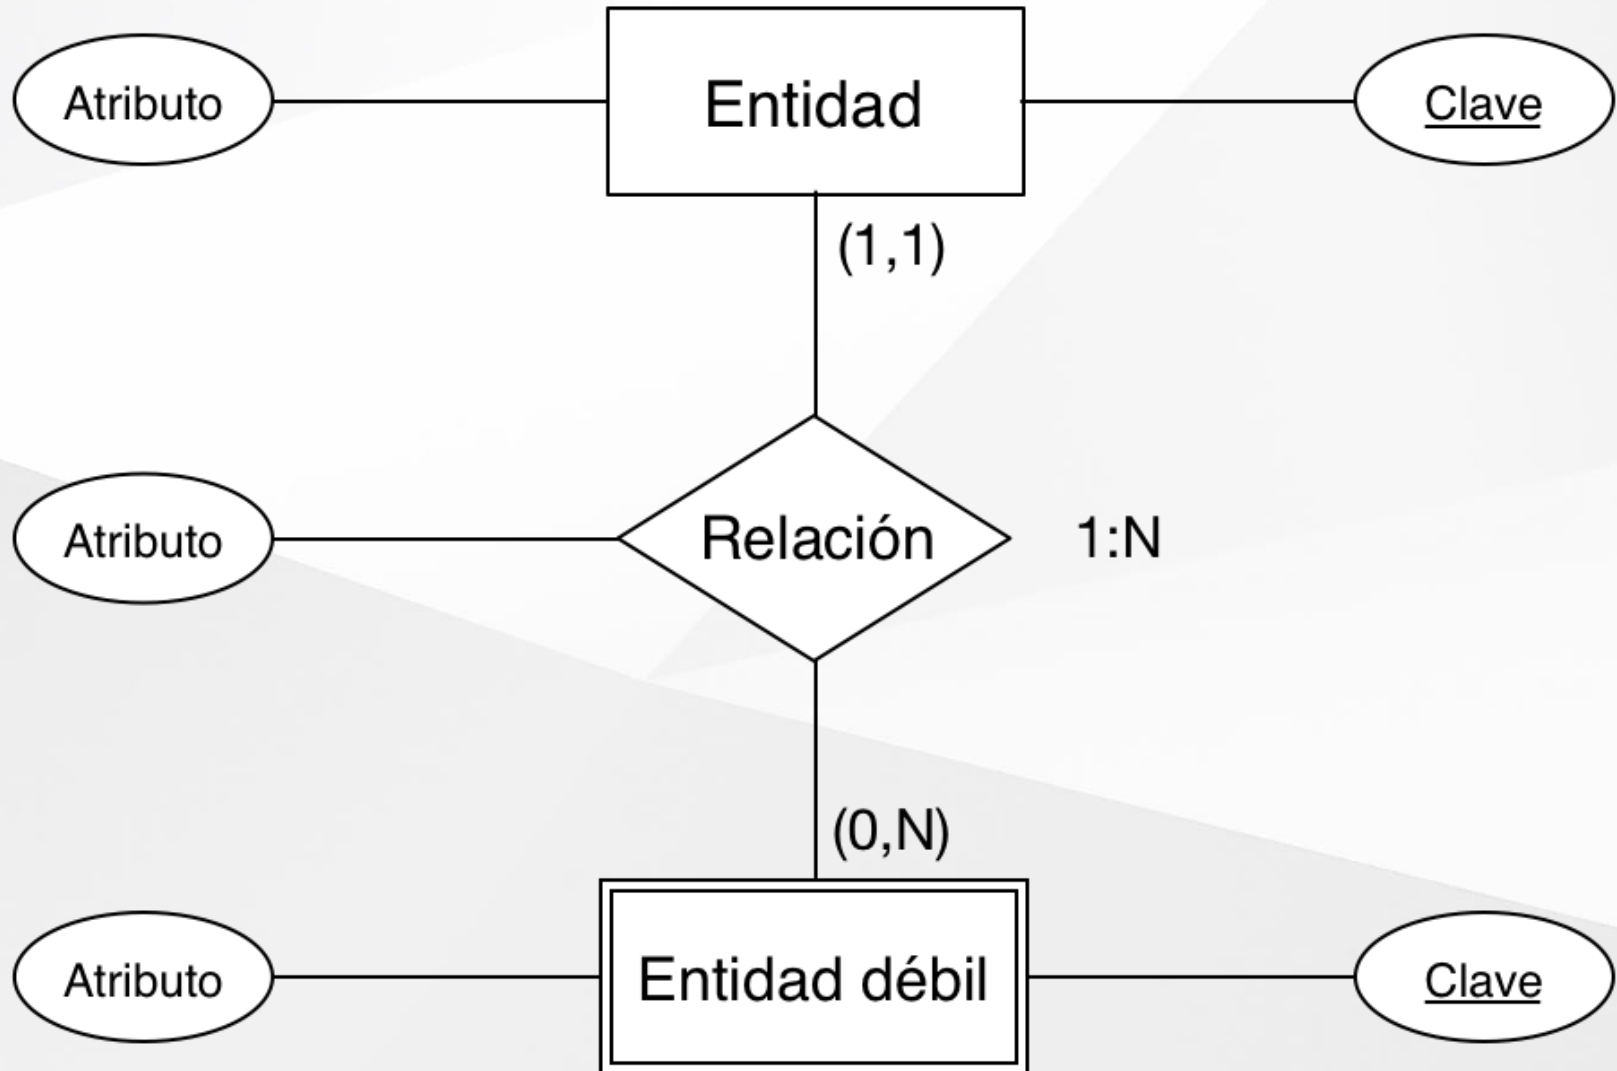 Atributo
Entidad
Clave
(1,1)
Atributo
Relación
1:N
(0,N)
Atributo
Entidad débil
Clave